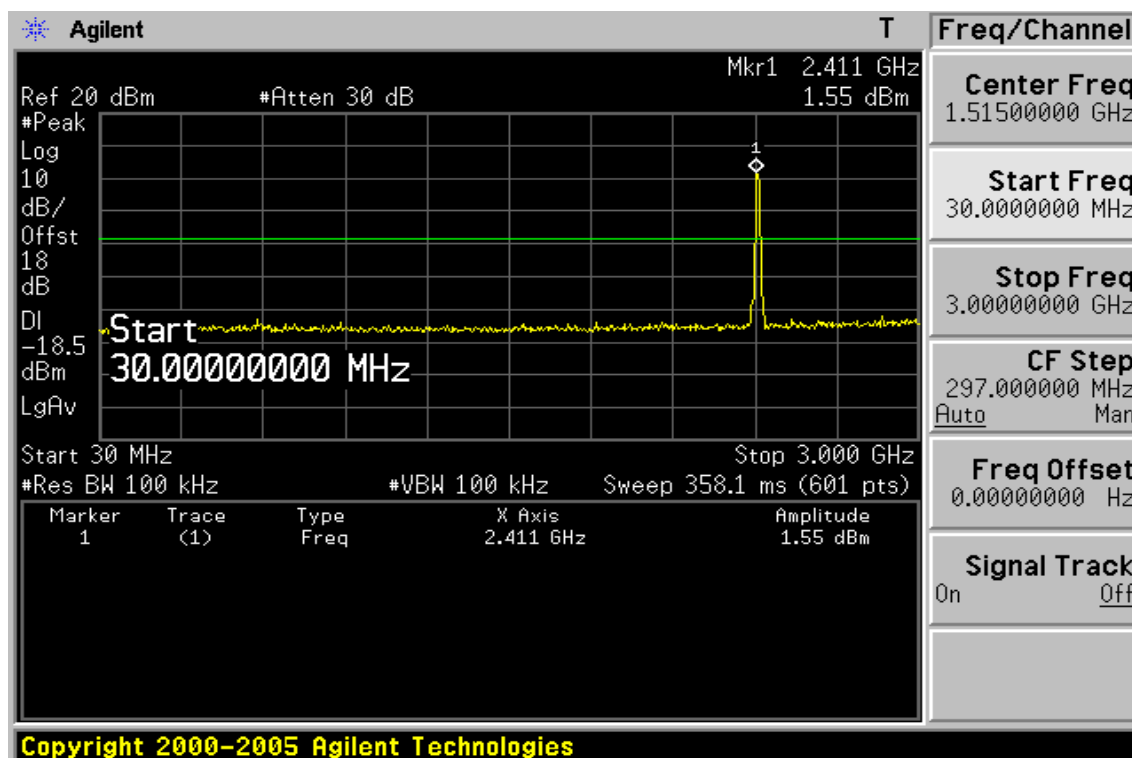 Agilent T Freq/Channel
Mkr1 2.411 GHz
Ref 20 dBm #Atten 30 dB 1.55 dBm
#Peak
Log
10
dB/
Offst
18
dB
DI
-18.5
dBm
LgAv
1
Start
30.00000000 MHz
Start 30 MHz Stop 3.000 GHz
#Res BW 100 kHz #VBW 100 kHz Sweep 358.1 ms (601 pts)
Marker Trace Type X Axis Amplitude
1 (1) Freq 2.411 GHz 1.55 dBm
Center Freq
1.51500000 GHz
Start Freq
30.0000000 MHz
Stop Freq
3.00000000 GHz
CF Step
297.000000 MHz
Auto Man
Freq Offset
0.00000000 Hz
Signal Track
On Off
Copyright 2000-2005 Agilent Technologies